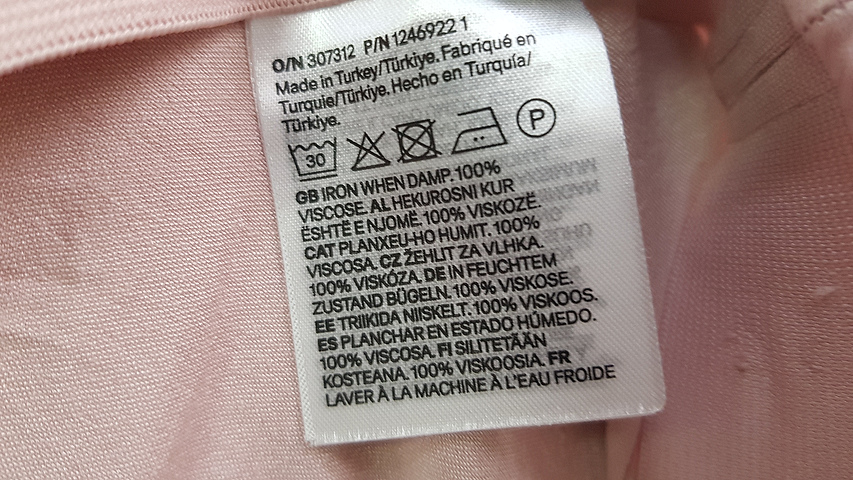 O/N 307312 P/N 1246922 1
Made in Turkey/Türkiye. Fabriqué en
Turquie/Türkiye. Hecho en Turquía/
Türkiye.
30 P
GB IRON WHEN DAMP. 100%
VISCOSE. AL HEKUROSNI KUR
ËSHTË E NJOMË. 100% VISKOZË.
CAT PLANXEU-HO HUMIT. 100%
VISCOSA. CZ ŽEHLIT ZA VLHKA.
100% VISKÓZA. DE IN FEUCHTEM
ZUSTAND BÜGELN. 100% VISKOSE.
EE TRIIKIDA NIISKELT. 100% VISKOOS.
ES PLANCHAR EN ESTADO HÚMEDO.
100% VISCOSA. FI SILITETÄÄN
KOSTEANA. 100% VISKOOSIA. FR
LAVER À LA MACHINE À L'EAU FROIDE